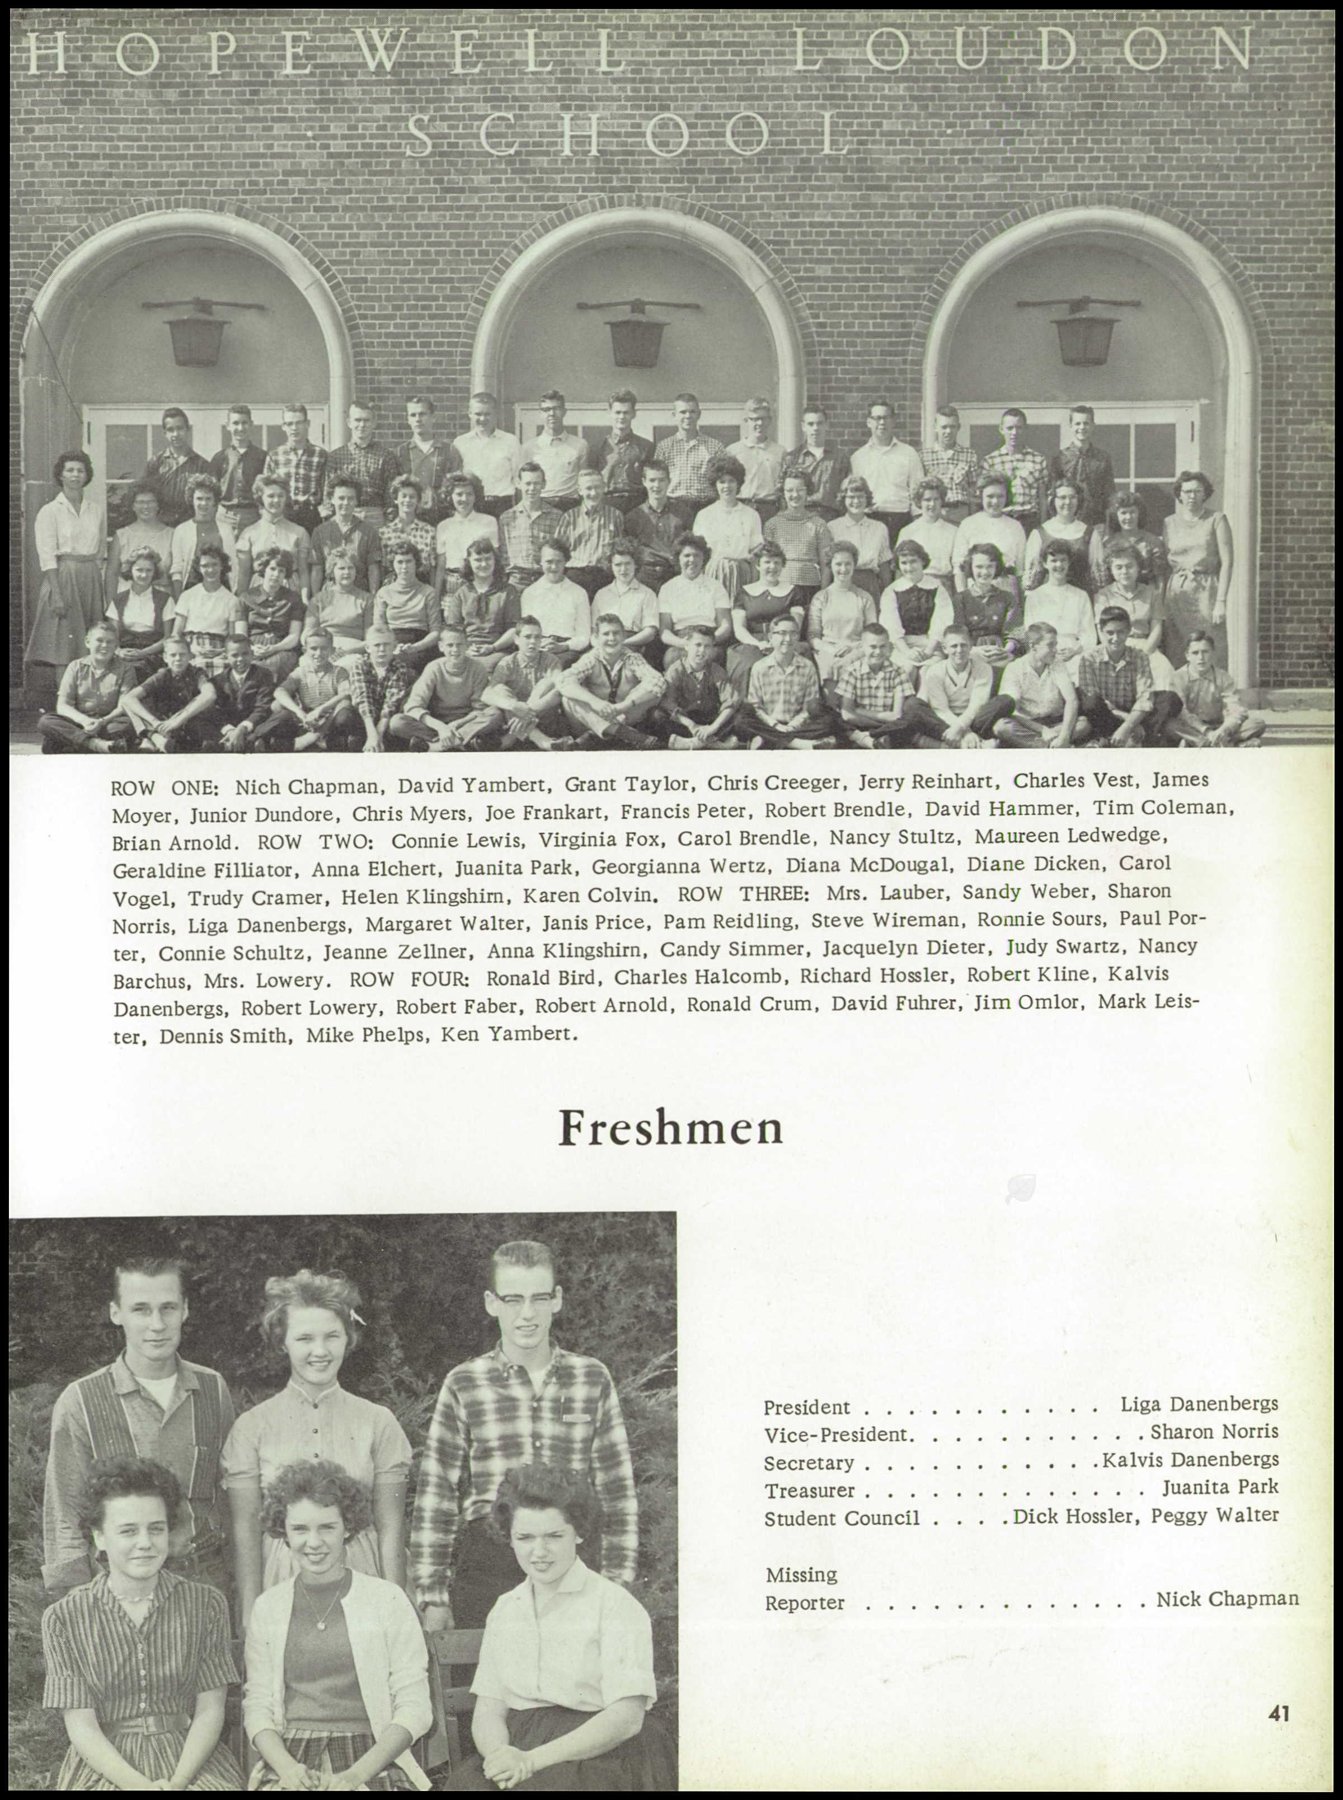 HOPEWELL LOUDON
SCHOOL
ROW ONE: Nich Chapman, David Yambert, Grant Taylor, Chris Creeger, Jerry Reinhart, Charles Vest, James
Moyer, Junior Dundore, Chris Myers, Joe Frankart, Francis Peter, Robert Brendle, David Hammer, Tim Coleman,
Brian Arnold. ROW TWO: Connie Lewis, Virginia Fox, Carol Brendle, Nancy Stultz, Maureen Ledwedge,
Geraldine Filliator, Anna Elchert, Juanita Park, Georgianna Wertz, Diana McDougal, Diane Dicken, Carol
Vogel, Trudy Cramer, Helen Klingshirn, Karen Colvin. ROW THREE: Mrs. Lauber, Sandy Weber, Sharon
Norris, Liga Danenbergs, Margaret Walter, Janis Price, Pam Reidling, Steve Wireman, Ronnie Sours, Paul Por-
ter, Connie Schultz, Jeanne Zellner, Anna Klingshirn, Candy Simmer, Jacquelyn Dieter, Judy Swartz, Nancy
Barchus, Mrs. Lowery. ROW FOUR: Ronald Bird, Charles Halcomb, Richard Hossler, Robert Kline, Kalvis
Danenbergs, Robert Lowery, Robert Faber, Robert Arnold, Ronald Crum, David Fuhrer, Jim Omlor, Mark Leis-
ter, Dennis Smith, Mike Phelps, Ken Yambert.
Freshmen
President . . . . . . . . . . . Liga Danenbergs
Vice-President. . . . . . . . . . . Sharon Norris
Secretary . . . . . . . . . . . Kalvis Danenbergs
Treasurer . . . . . . . . . . . . . Juanita Park
Student Council . . . . Dick Hossler, Peggy Walter
Missing
Reporter . . . . . . . . . . . . . Nick Chapman
41